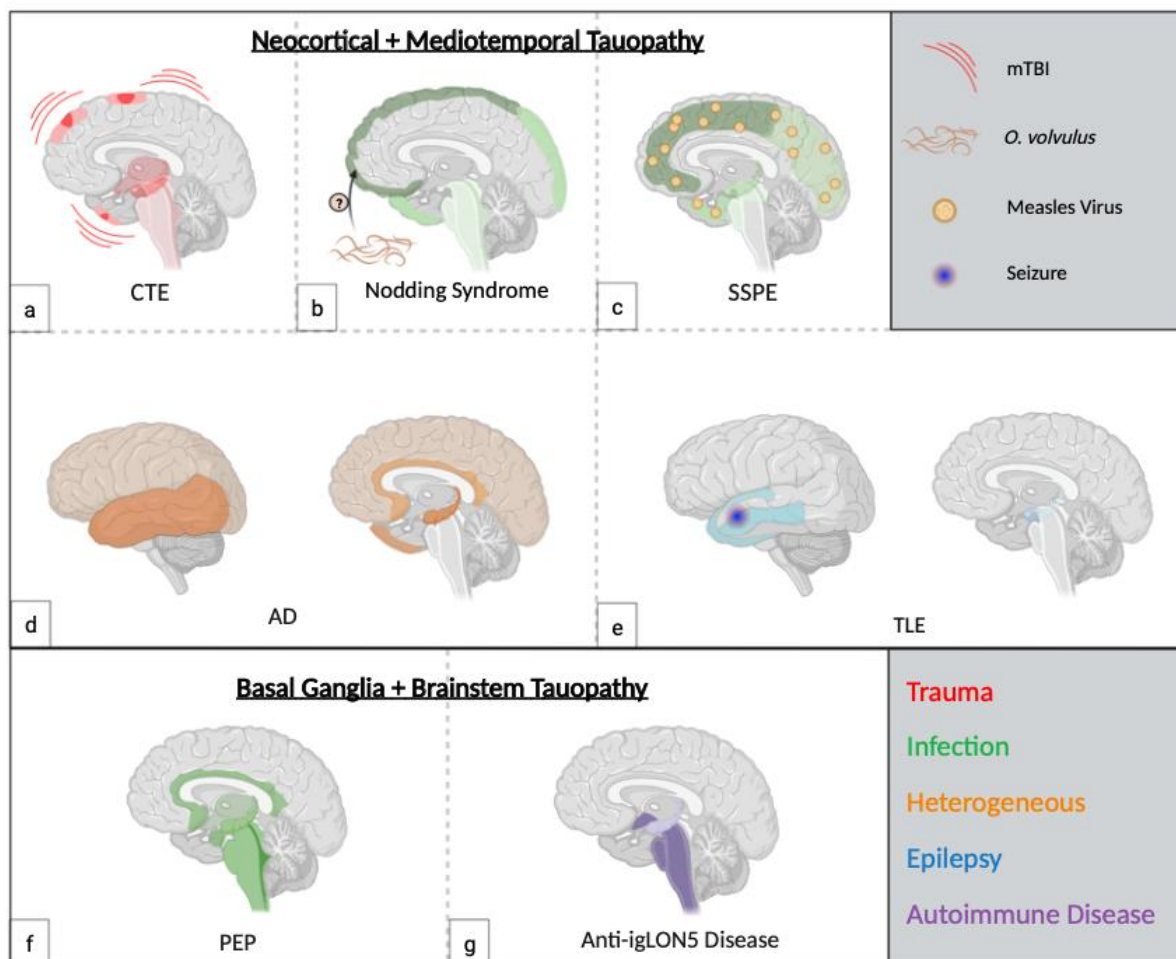 Neocortical + Mediotemporal Tauopathy
mTBI
O. volvulus
Measles Virus
Seizure
?
a
CTE
b
Nodding Syndrome
c
SSPE
d
AD
e
TLE
Basal Ganglia + Brainstem Tauopathy
f
PEP
g
Anti-igLON5 Disease
Trauma
Infection
Heterogeneous
Epilepsy
Autoimmune Disease